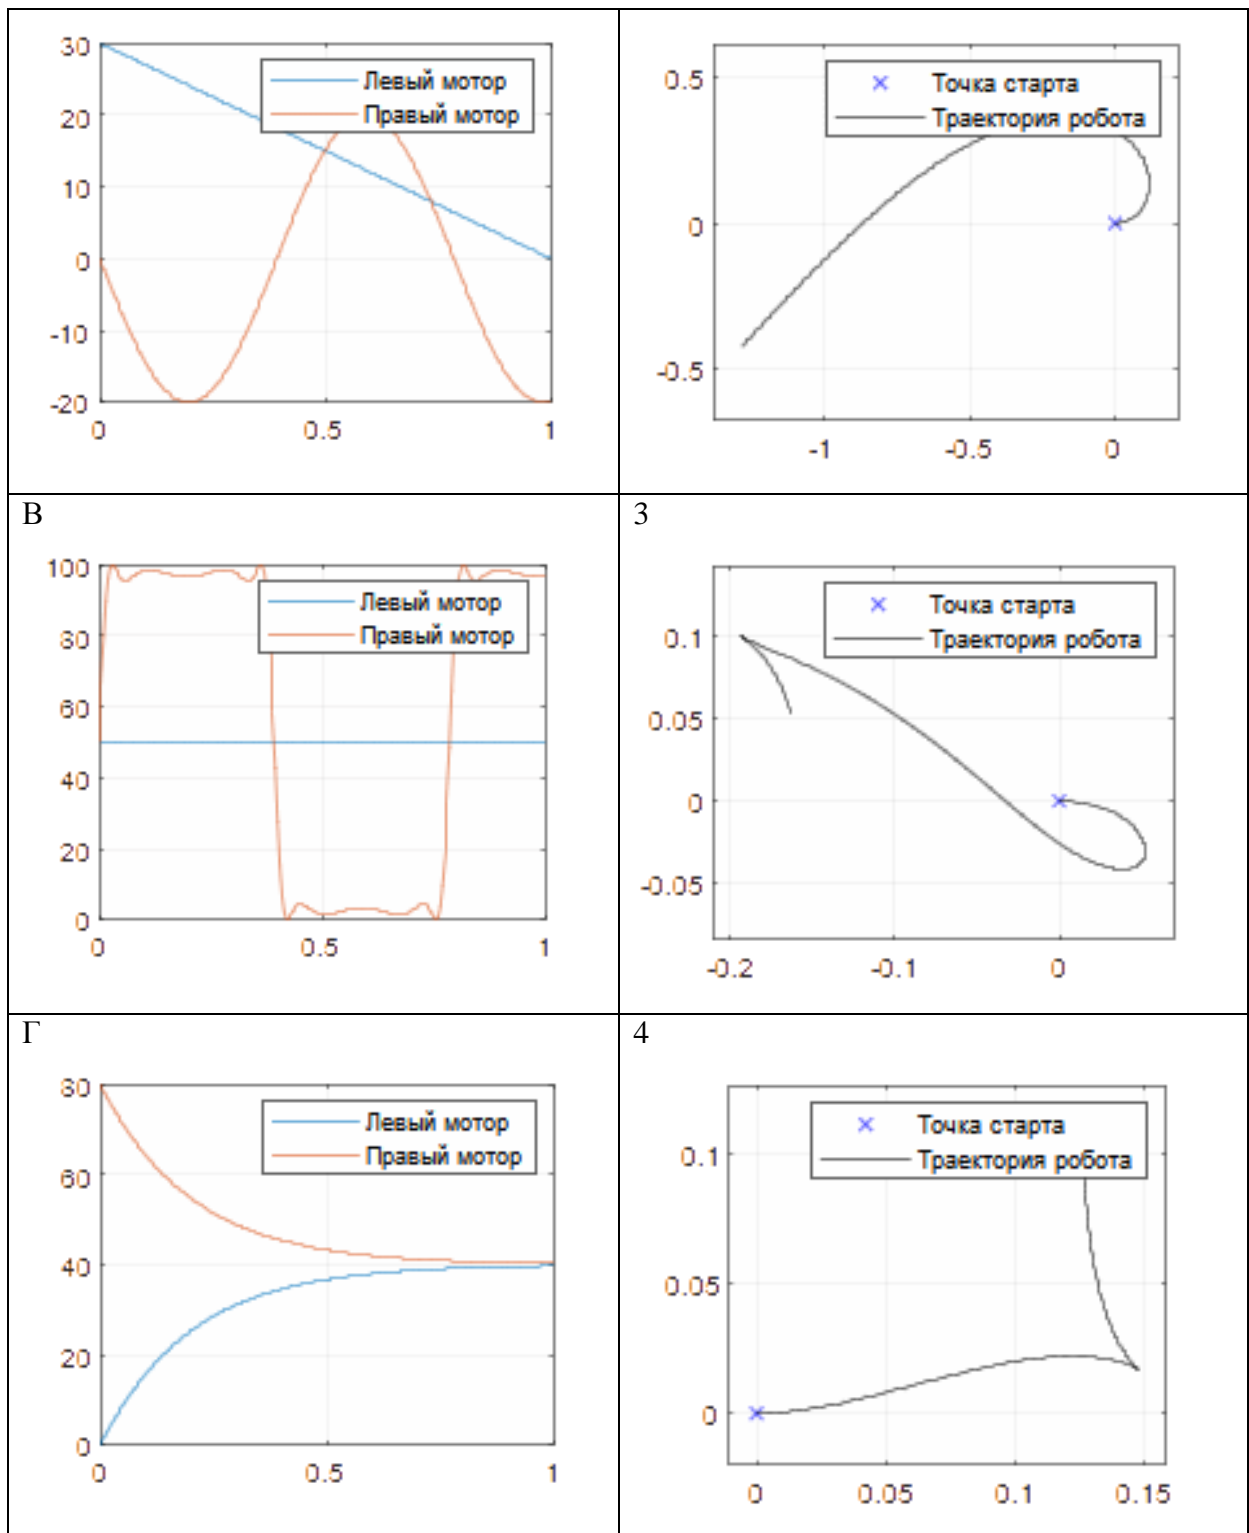 30
20
10
0
-10
-20
0 0.5 1
Левый мотор
Правый мотор
0.5
0
-0.5
-1 -0.5 0
Точка старта
Траектория робота
В
100
80
60
40
20
0
0 0.5 1
Левый мотор
Правый мотор
3
0.1
0.05
0
-0.05
-0.2 -0.1 0
Точка старта
Траектория робота
Г
80
60
40
20
0
0 0.5 1
Левый мотор
Правый мотор
4
0.1
0.05
0
0 0.05 0.1 0.15
Точка старта
Траектория робота